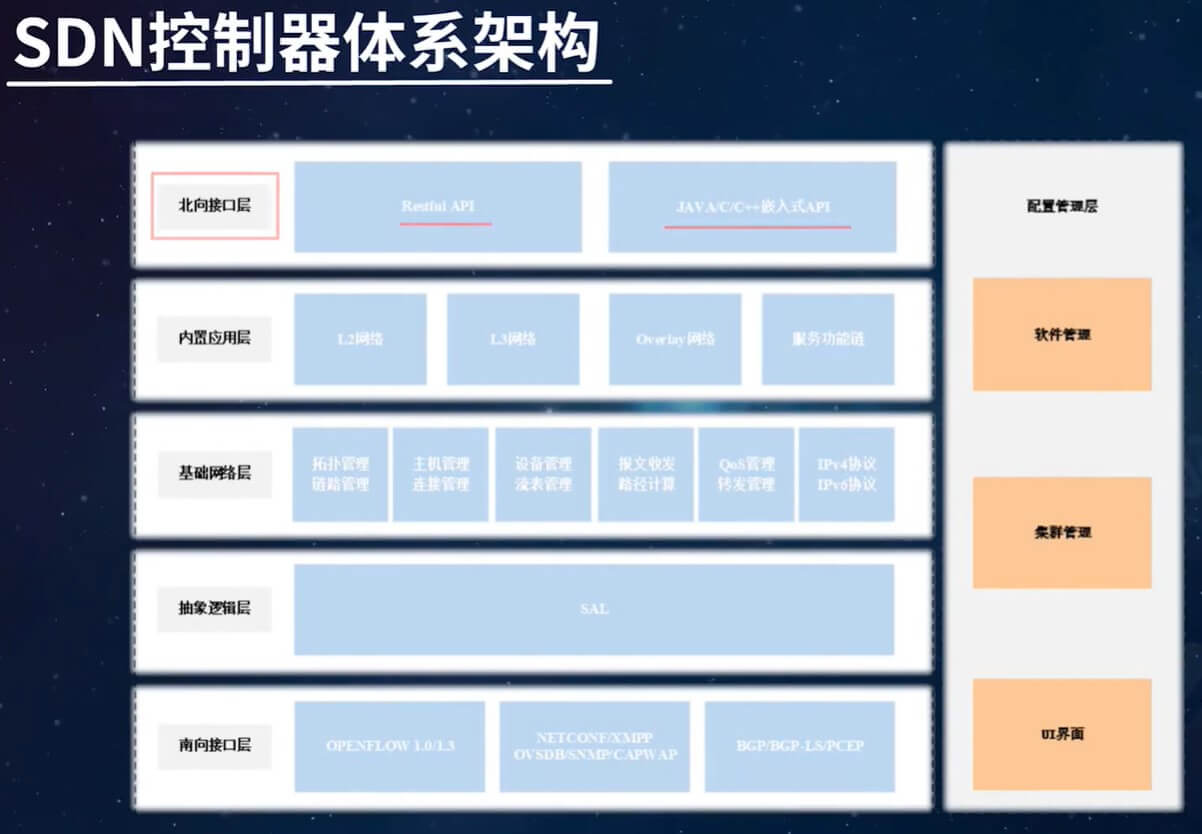 SDN控制器体系架构
北向接口层
Restful API
JAVA/C/C++嵌入式API
内置应用层
L2网络
L3网络
Overlay网络
服务功能链
基础网络层
拓扑管理
链路管理
主机管理
连接管理
设备管理
流表管理
报文收发
路径计算
QoS管理
转发管理
IPv4协议
IPv6协议
抽象逻辑层
SAL
南向接口层
OPENFLOW 1.0/1.3
NETCONF/XMPP
OVSDB/SNMP/CAPWAP
BGP/BGP-LS/PCEP
配置管理层
软件管理
集群管理
UI界面